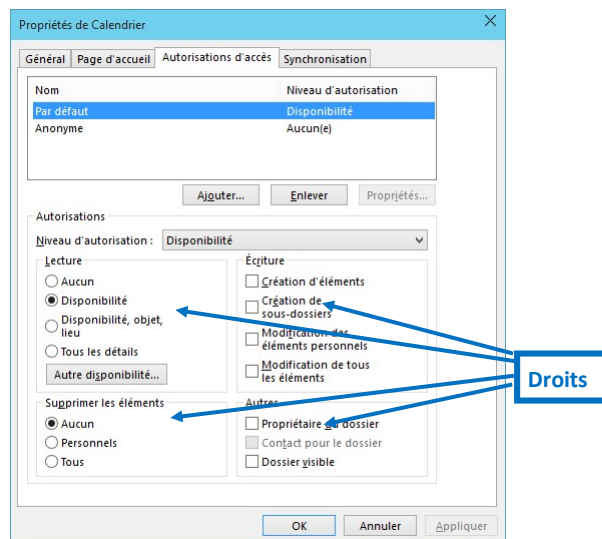 Propriétés de Calendrier
Général Page d'accueil Autorisations d'accès Synchronisation
Nom Niveau d'autorisation
Par défaut Disponibilité
Anonyme Aucun(e)
Ajouter... Enlever Propriétés...
Autorisations
Niveau d'autorisation : Disponibilité
Lecture
Aucun
Disponibilité
Disponibilité, objet,
lieu
Tous les détails
Autre disponibilité...
Écriture
Création d'éléments
Création de
sous-dossiers
Modification des
éléments personnels
Modification de tous
les éléments
Droits
Supprimer les éléments
Aucun
Personnels
Tous
Autres
Propriétaire du dossier
Contact pour le dossier
Dossier visible
OK Annuler Appliquer